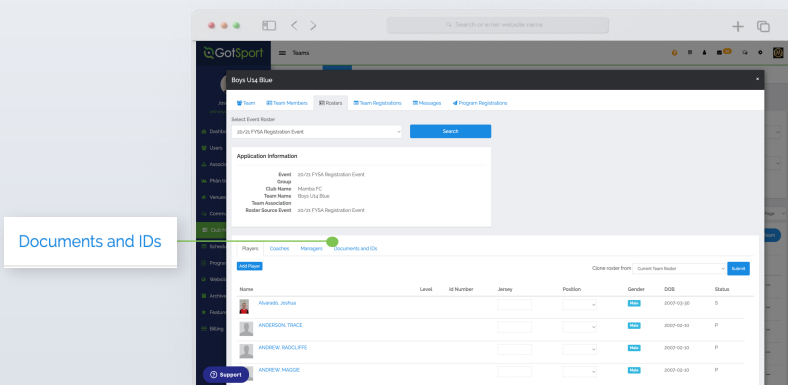 Search or enter website name
GotSport
Teams
Boys U14 Blue
Team
Team Members
Rosters
Team Registrations
Messages
Program Registrations
Select Event Roster
20/21 FYSA Registration Event
Search
Application Information
Event 20/21 FYSA Registration Event
Group
Club Name Mamba FC
Team Name Boys U14 Blue
Team Association
Roster Source Event 20/21 FYSA Registration Event
Documents and IDs
Players Coaches Managers Documents and IDs
Add Player
Clone roster from: Current Team Roster Submit
Name Level Id Number Jersey Position Gender DOB Status
Alvarado, Joshua Male 2007-03-30 S
ANDERSON, TRACE Male 2007-02-10 P
ANDREW, RADCLIFFE Male 2007-02-10 P
ANDREW, MAGGIE Male 2007-02-10 P
Users
Billing
Support